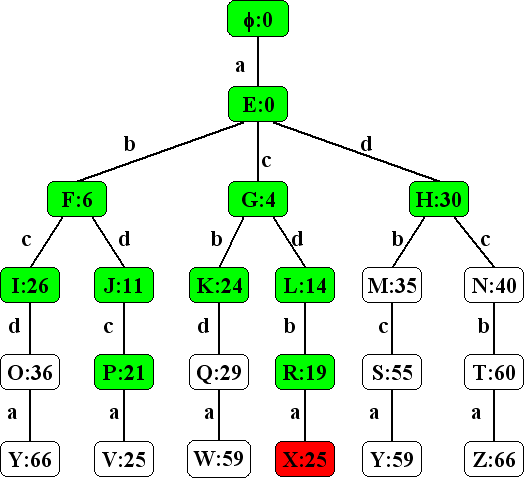 ϕ:0
a
E:0
b c d
F:6 G:4 H:30
c d b d b c
I:26 J:11 K:24 L:14 M:35 N:40
d c d b c b
O:36 P:21 Q:29 R:19 S:55 T:60
a a a a a a
Y:66 V:25 W:59 X:25 Y:59 Z:66